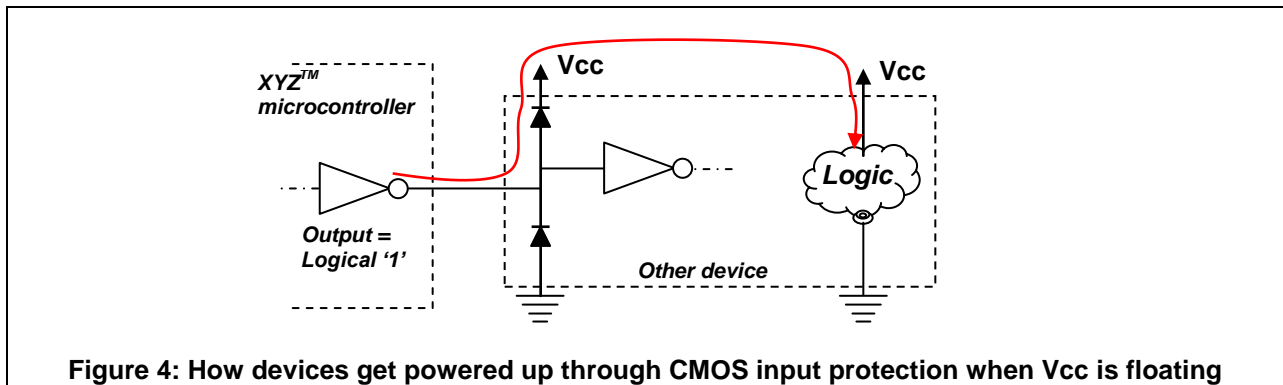 XYZ™
microcontroller
Vcc
Vcc
Logic
Output =
Logical ‘1’
Other device
Figure 4: How devices get powered up through CMOS input protection when Vcc is floating